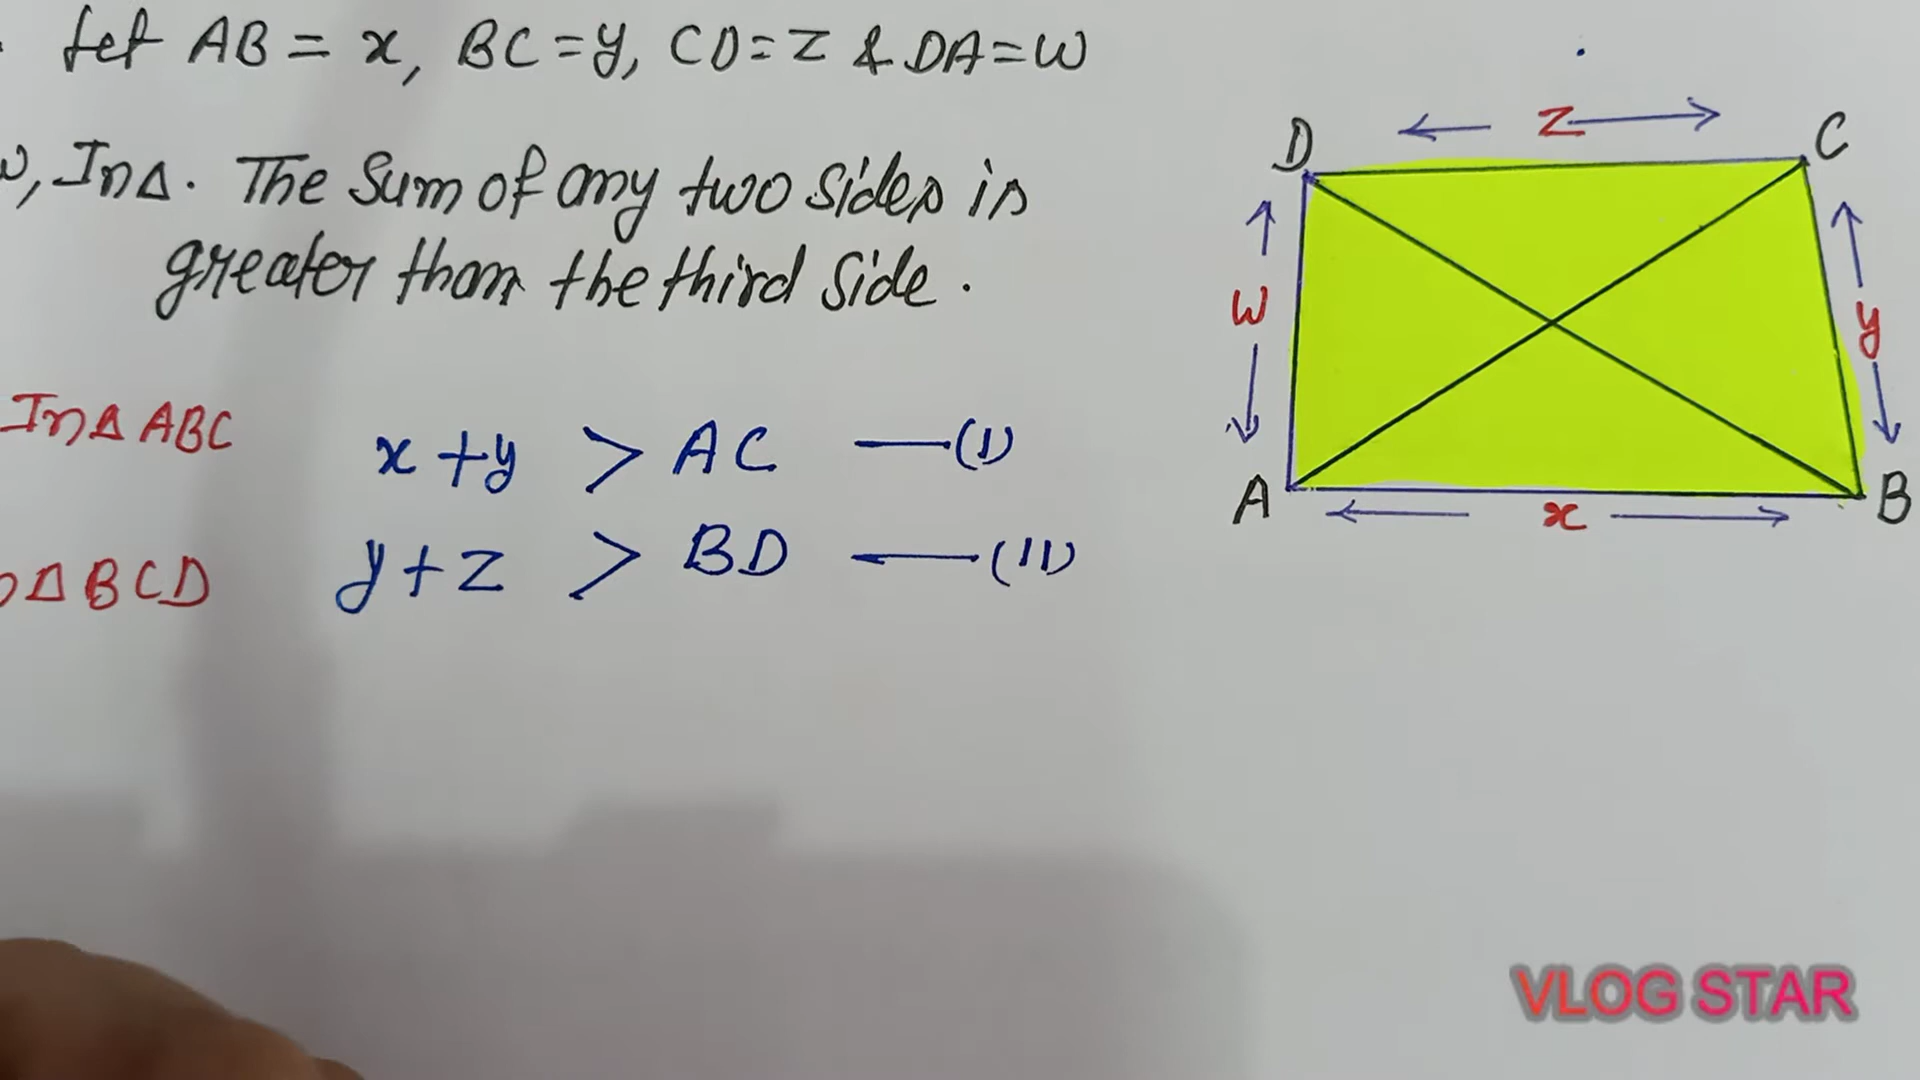 Let AB = x, BC = y, CD = z & DA = w
In Δ. The Sum of any two sides is
greater than the third side.
In Δ ABC x + y > AC —(I)
Δ BCD y + z > BD —(II)
D ← z → C
↑ w ↓
↑ y ↓
A ← x → B
VLOG STAR